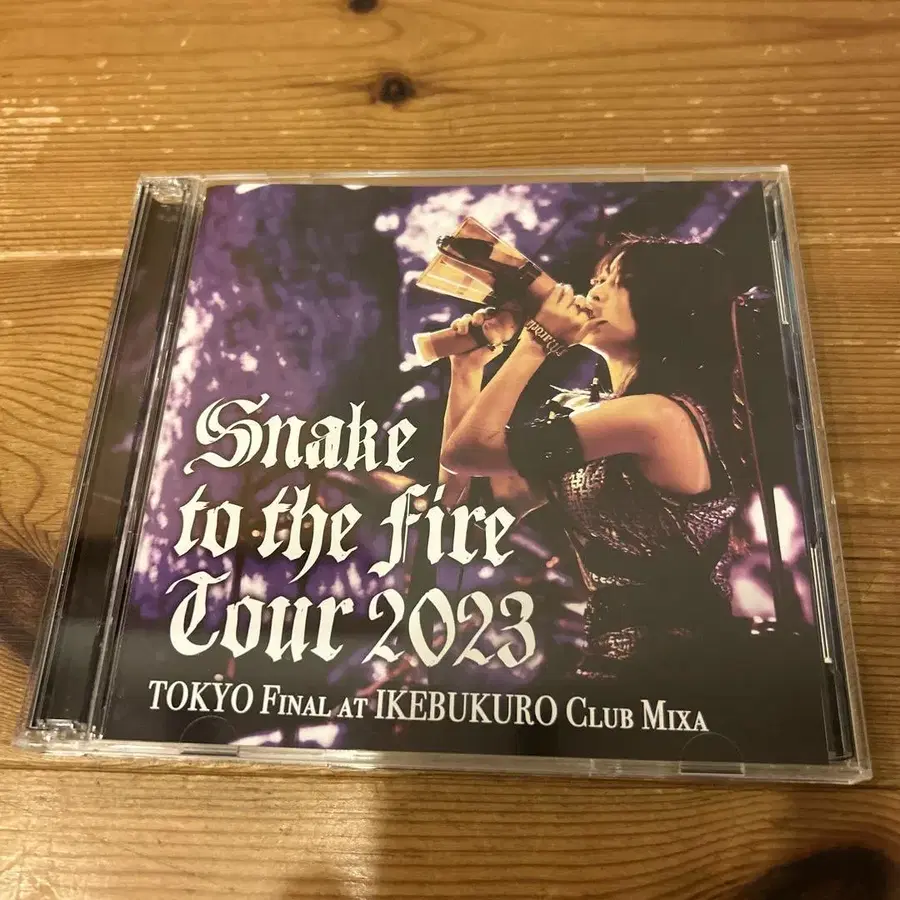 Snake
to the fire
Tour 2023
TOKYO FINAL AT IKEBUKURO CLUB MIXA